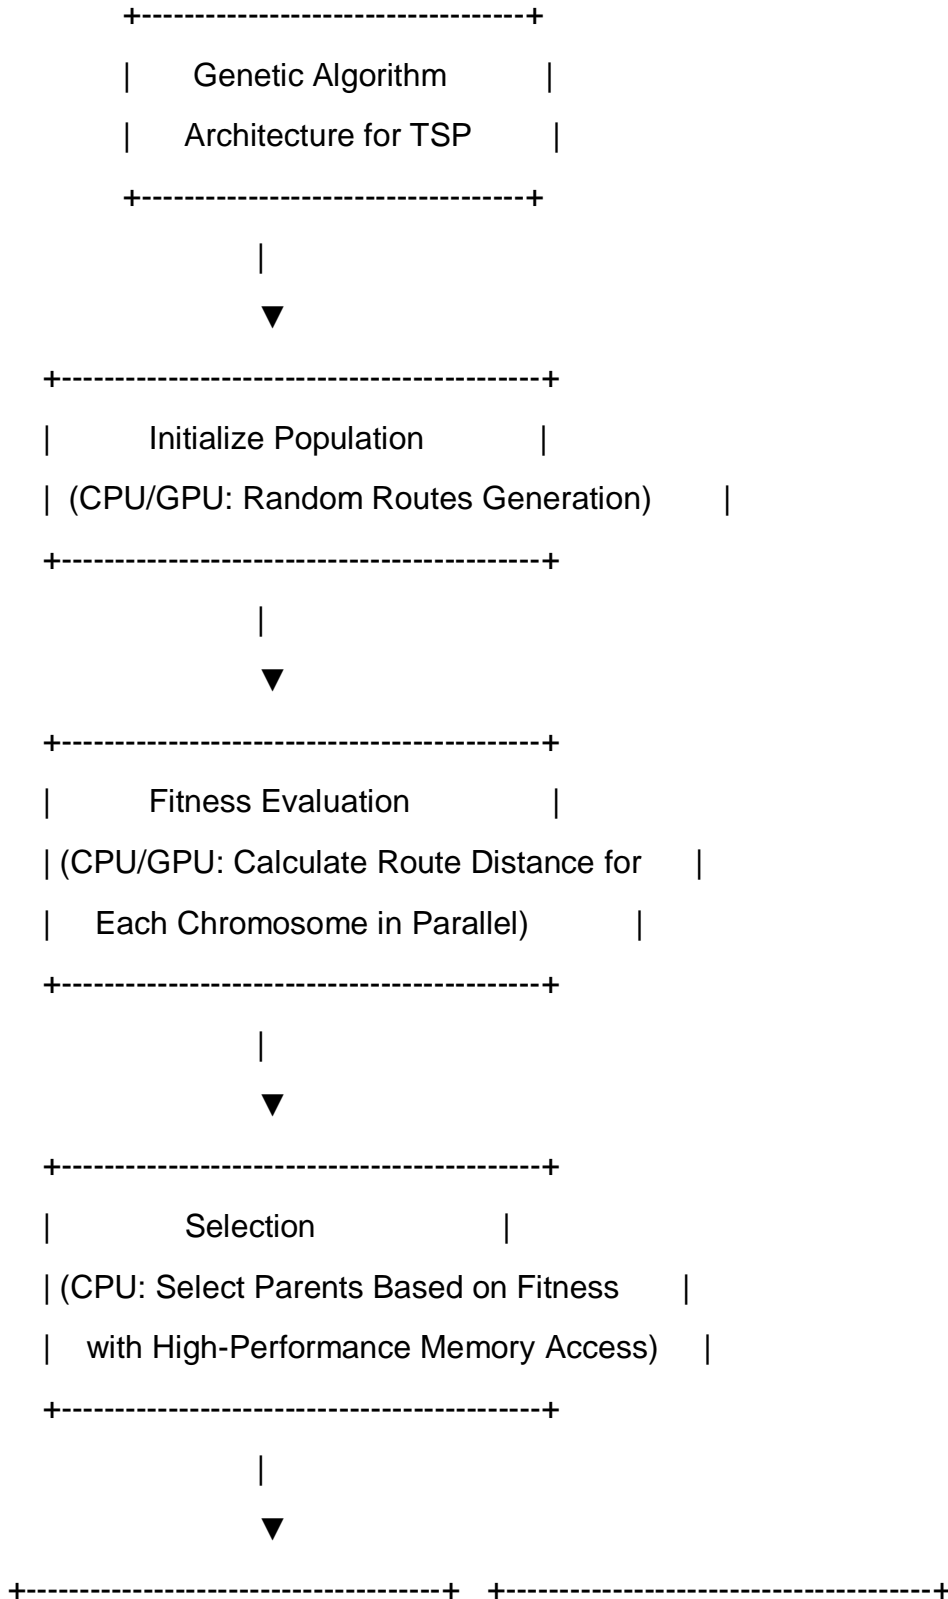 +------------------------------------+
|       Genetic Algorithm           |
|      Architecture for TSP         |
+------------------------------------+
|
▼
+---------------------------------------------+
|           Initialize Population             |
|  (CPU/GPU: Random Routes Generation)        |
+---------------------------------------------+
|
▼
+---------------------------------------------+
|           Fitness Evaluation                |
| (CPU/GPU: Calculate Route Distance for      |
|     Each Chromosome in Parallel)            |
+---------------------------------------------+
|
▼
+---------------------------------------------+
|               Selection                     |
| (CPU: Select Parents Based on Fitness       |
|    with High-Performance Memory Access)     |
+---------------------------------------------+
|
▼
+---------------------------------------+   +----------------------------------------+